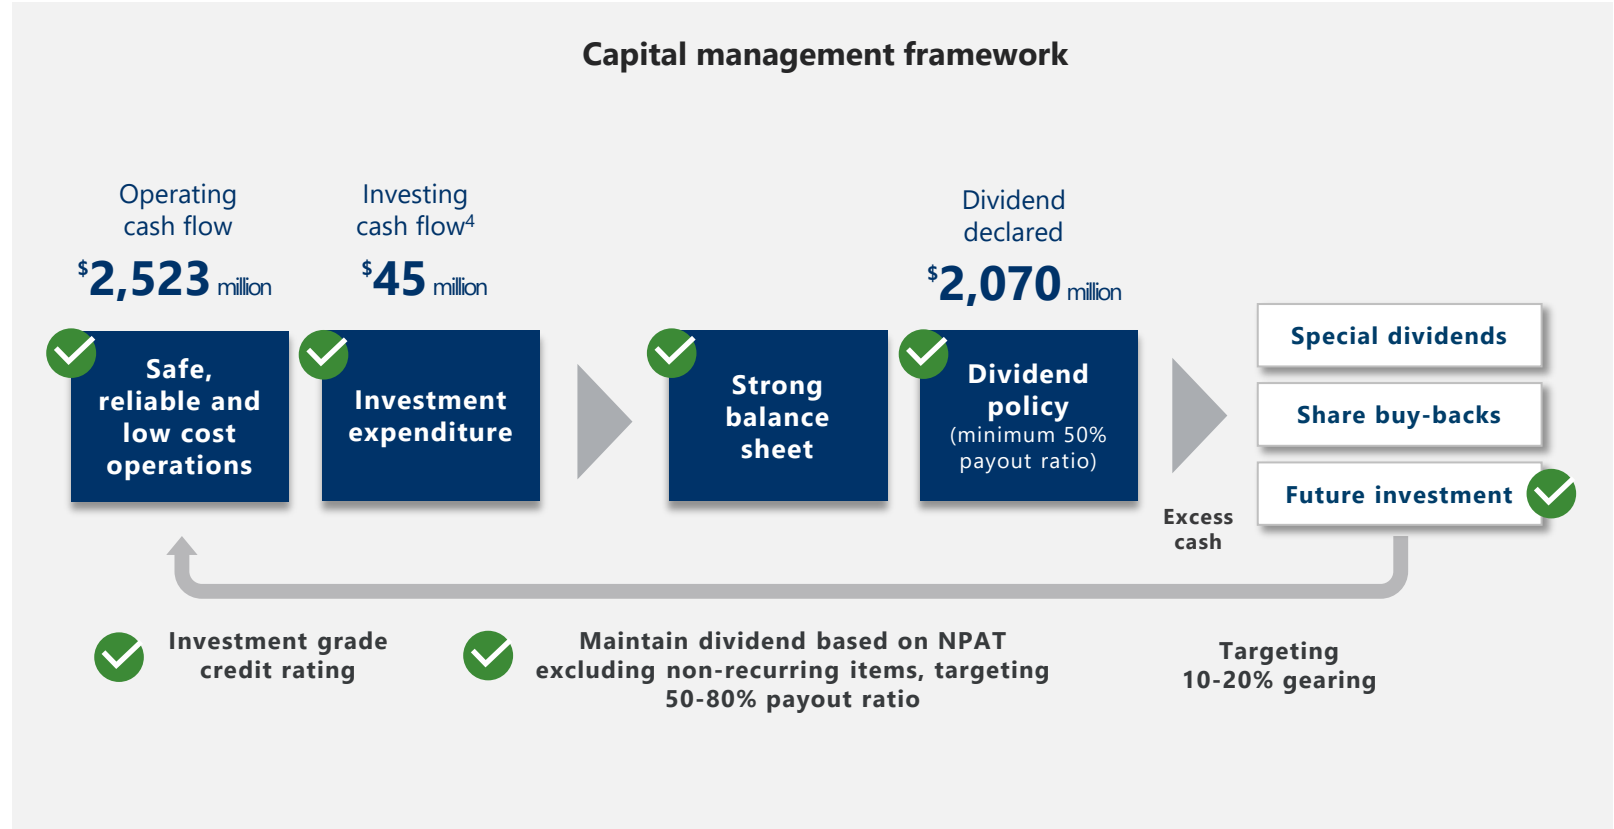 Capital management framework
Operating
cash flow
$2,523 million
Investing
cash flow4
$45 million
Dividend
declared
$2,070 million
Safe,
reliable and
low cost
operations
Investment
expenditure
Strong
balance
sheet
Dividend
policy
(minimum 50%
payout ratio)
Excess
cash
Special dividends
Share buy-backs
Future investment
Investment grade
credit rating
Maintain dividend based on NPAT
excluding non-recurring items, targeting
50-80% payout ratio
Targeting
10-20% gearing